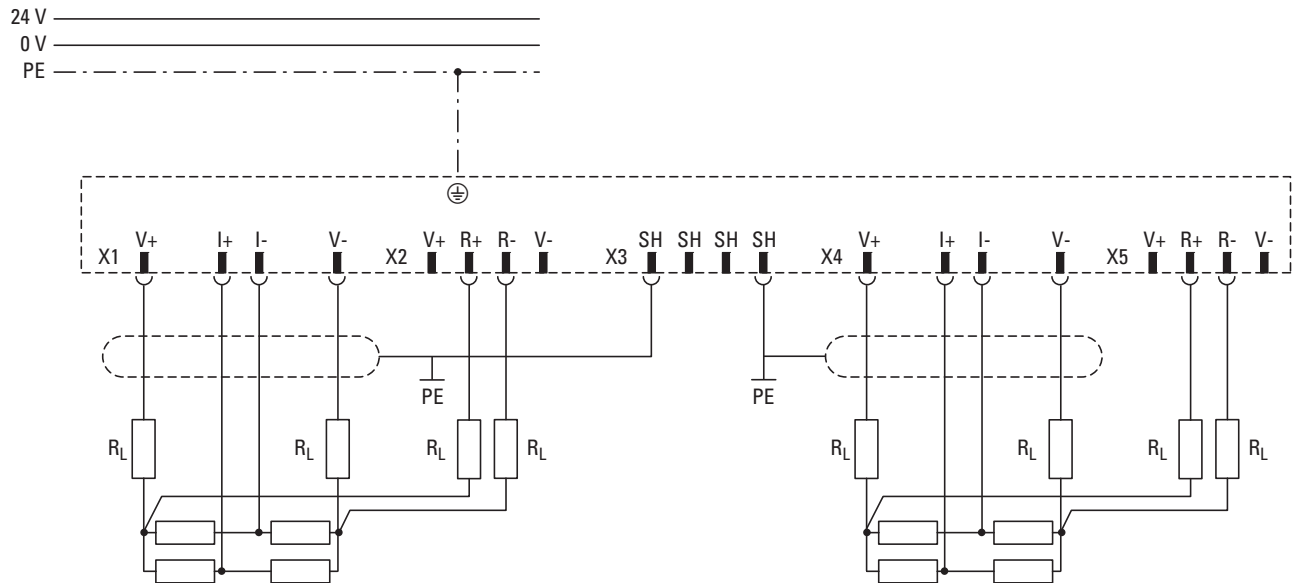 24 V
0 V
PE
X1 V+ I+ I- V- X2 V+ R+ R- V- X3 SH SH SH SH X4 V+ I+ I- V- X5 V+ R+ R- V-
PE PE
RL RL RL RL RL RL RL RL